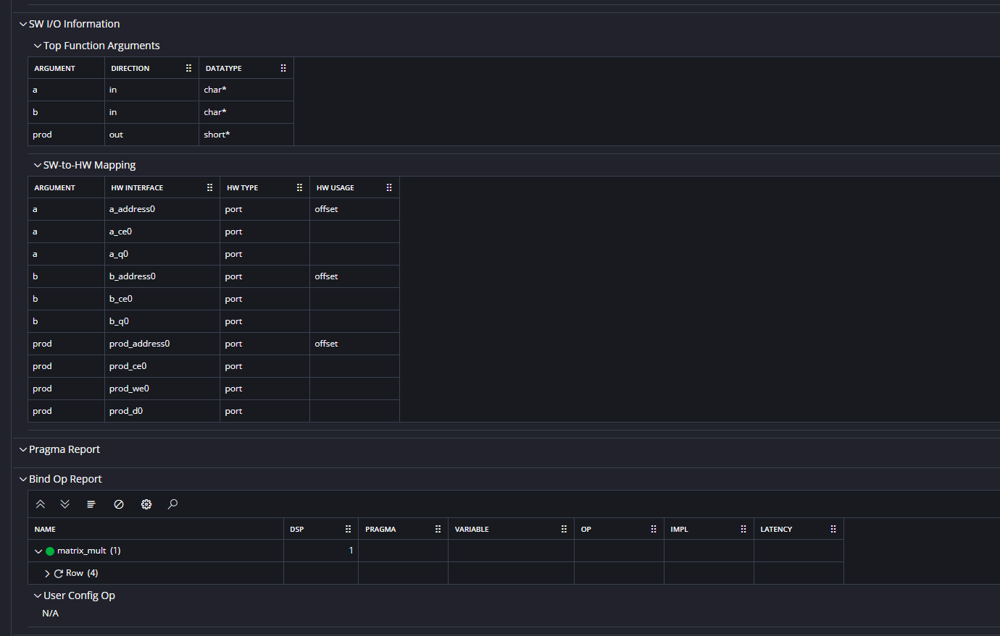 SW I/O Information
Top Function Arguments
ARGUMENT DIRECTION DATATYPE
a in char*
b in char*
prod out short*
SW-to-HW Mapping
ARGUMENT HW INTERFACE HW TYPE HW USAGE
a a_address0 port offset
a a_ce0 port
a a_q0 port
b b_address0 port offset
b b_ce0 port
b b_q0 port
prod prod_address0 port offset
prod prod_ce0 port
prod prod_we0 port
prod prod_d0 port
Pragma Report
Bind Op Report
NAME DSP PRAGMA VARIABLE OP IMPL LATENCY
matrix_mult (1) 1
Row (4)
User Config Op
N/A